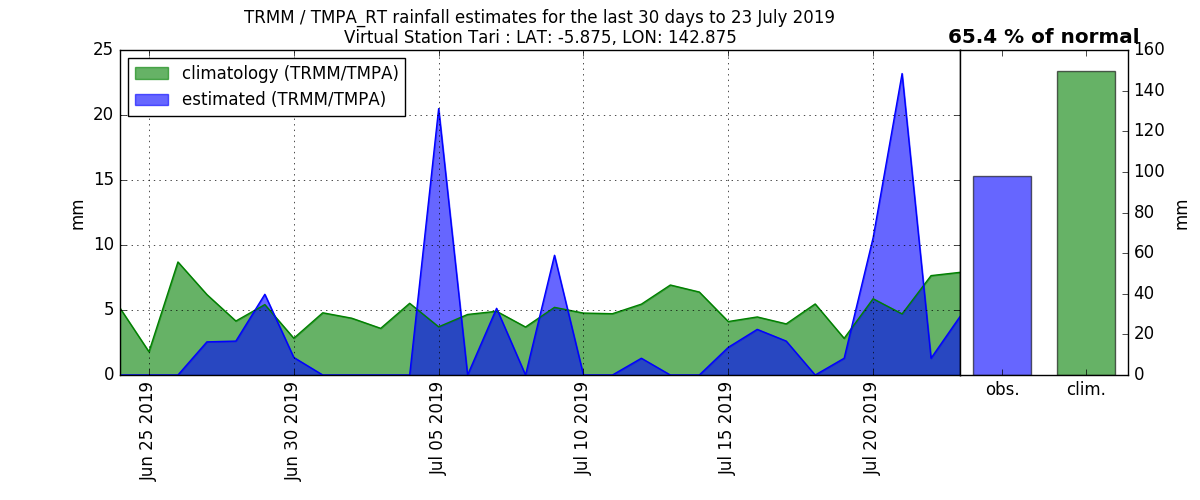 TRMM / TMPA_RT rainfall estimates for the last 30 days to 23 July 2019
Virtual Station Tari : LAT: -5.875, LON: 142.875
65.4 % of normal
climatology (TRMM/TMPA)
estimated (TRMM/TMPA)
25
20
15
10
5
0
mm
Jun 25 2019
Jun 30 2019
Jul 05 2019
Jul 10 2019
Jul 15 2019
Jul 20 2019
160
140
120
100
80
60
40
20
0
mm
obs.
clim.